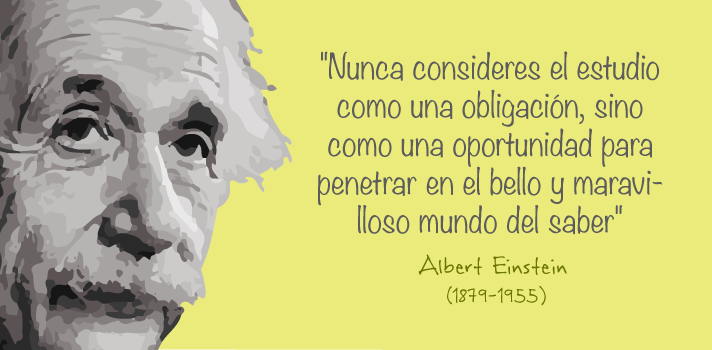 "Nunca consideres el estudio
como una obligación, sino
como una oportunidad para
penetrar en el bello y maravi-
lloso mundo del saber"
Albert Einstein
(1879-1955)